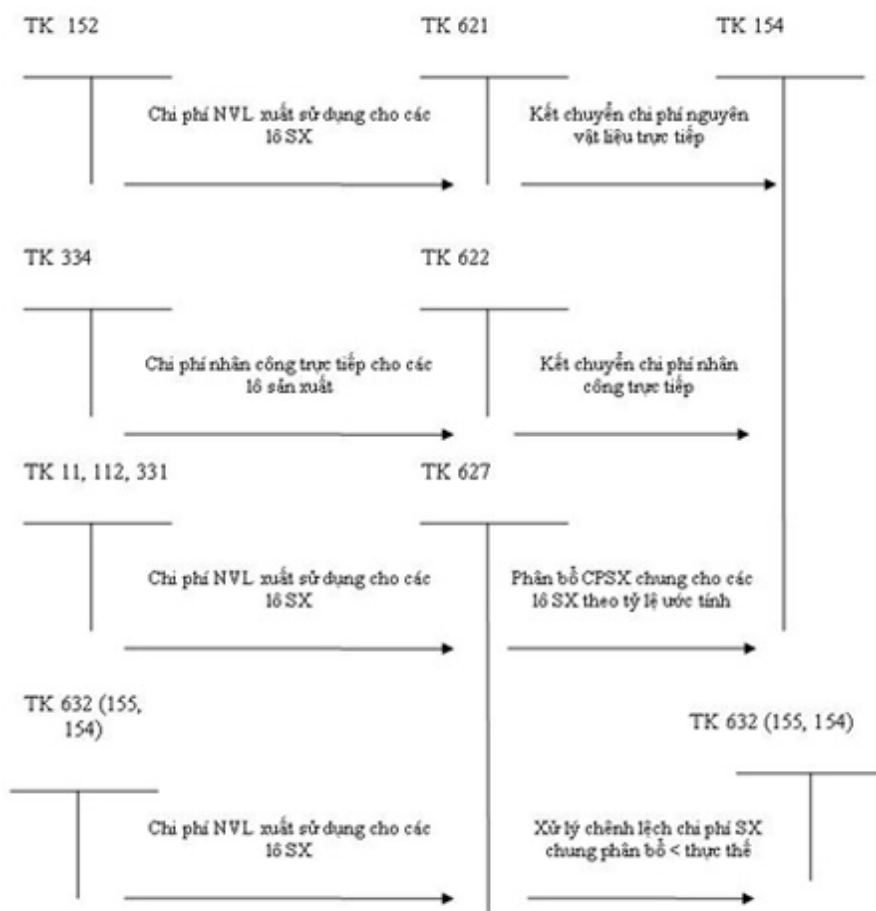 TK 152
TK 621
TK 154
Chi phí NVL xuất sử dụng cho các
lô SX
Kết chuyển chi phí nguyên
vật liệu trực tiếp
TK 334
TK 622
Chi phí nhân công trực tiếp cho các
lô sản xuất
Kết chuyển chi phí nhân
công trực tiếp
TK 11, 112, 331
TK 627
Chi phí NVL xuất sử dụng cho các
lô SX
Phân bổ CPSX chung cho các
lô SX theo tỷ lệ ước tính
TK 632 (155,
154)
TK 632 (155, 154)
Chi phí NVL xuất sử dụng cho các
lô SX
Xử lý chênh lệch chi phí SX
chung phân bổ < thực thế